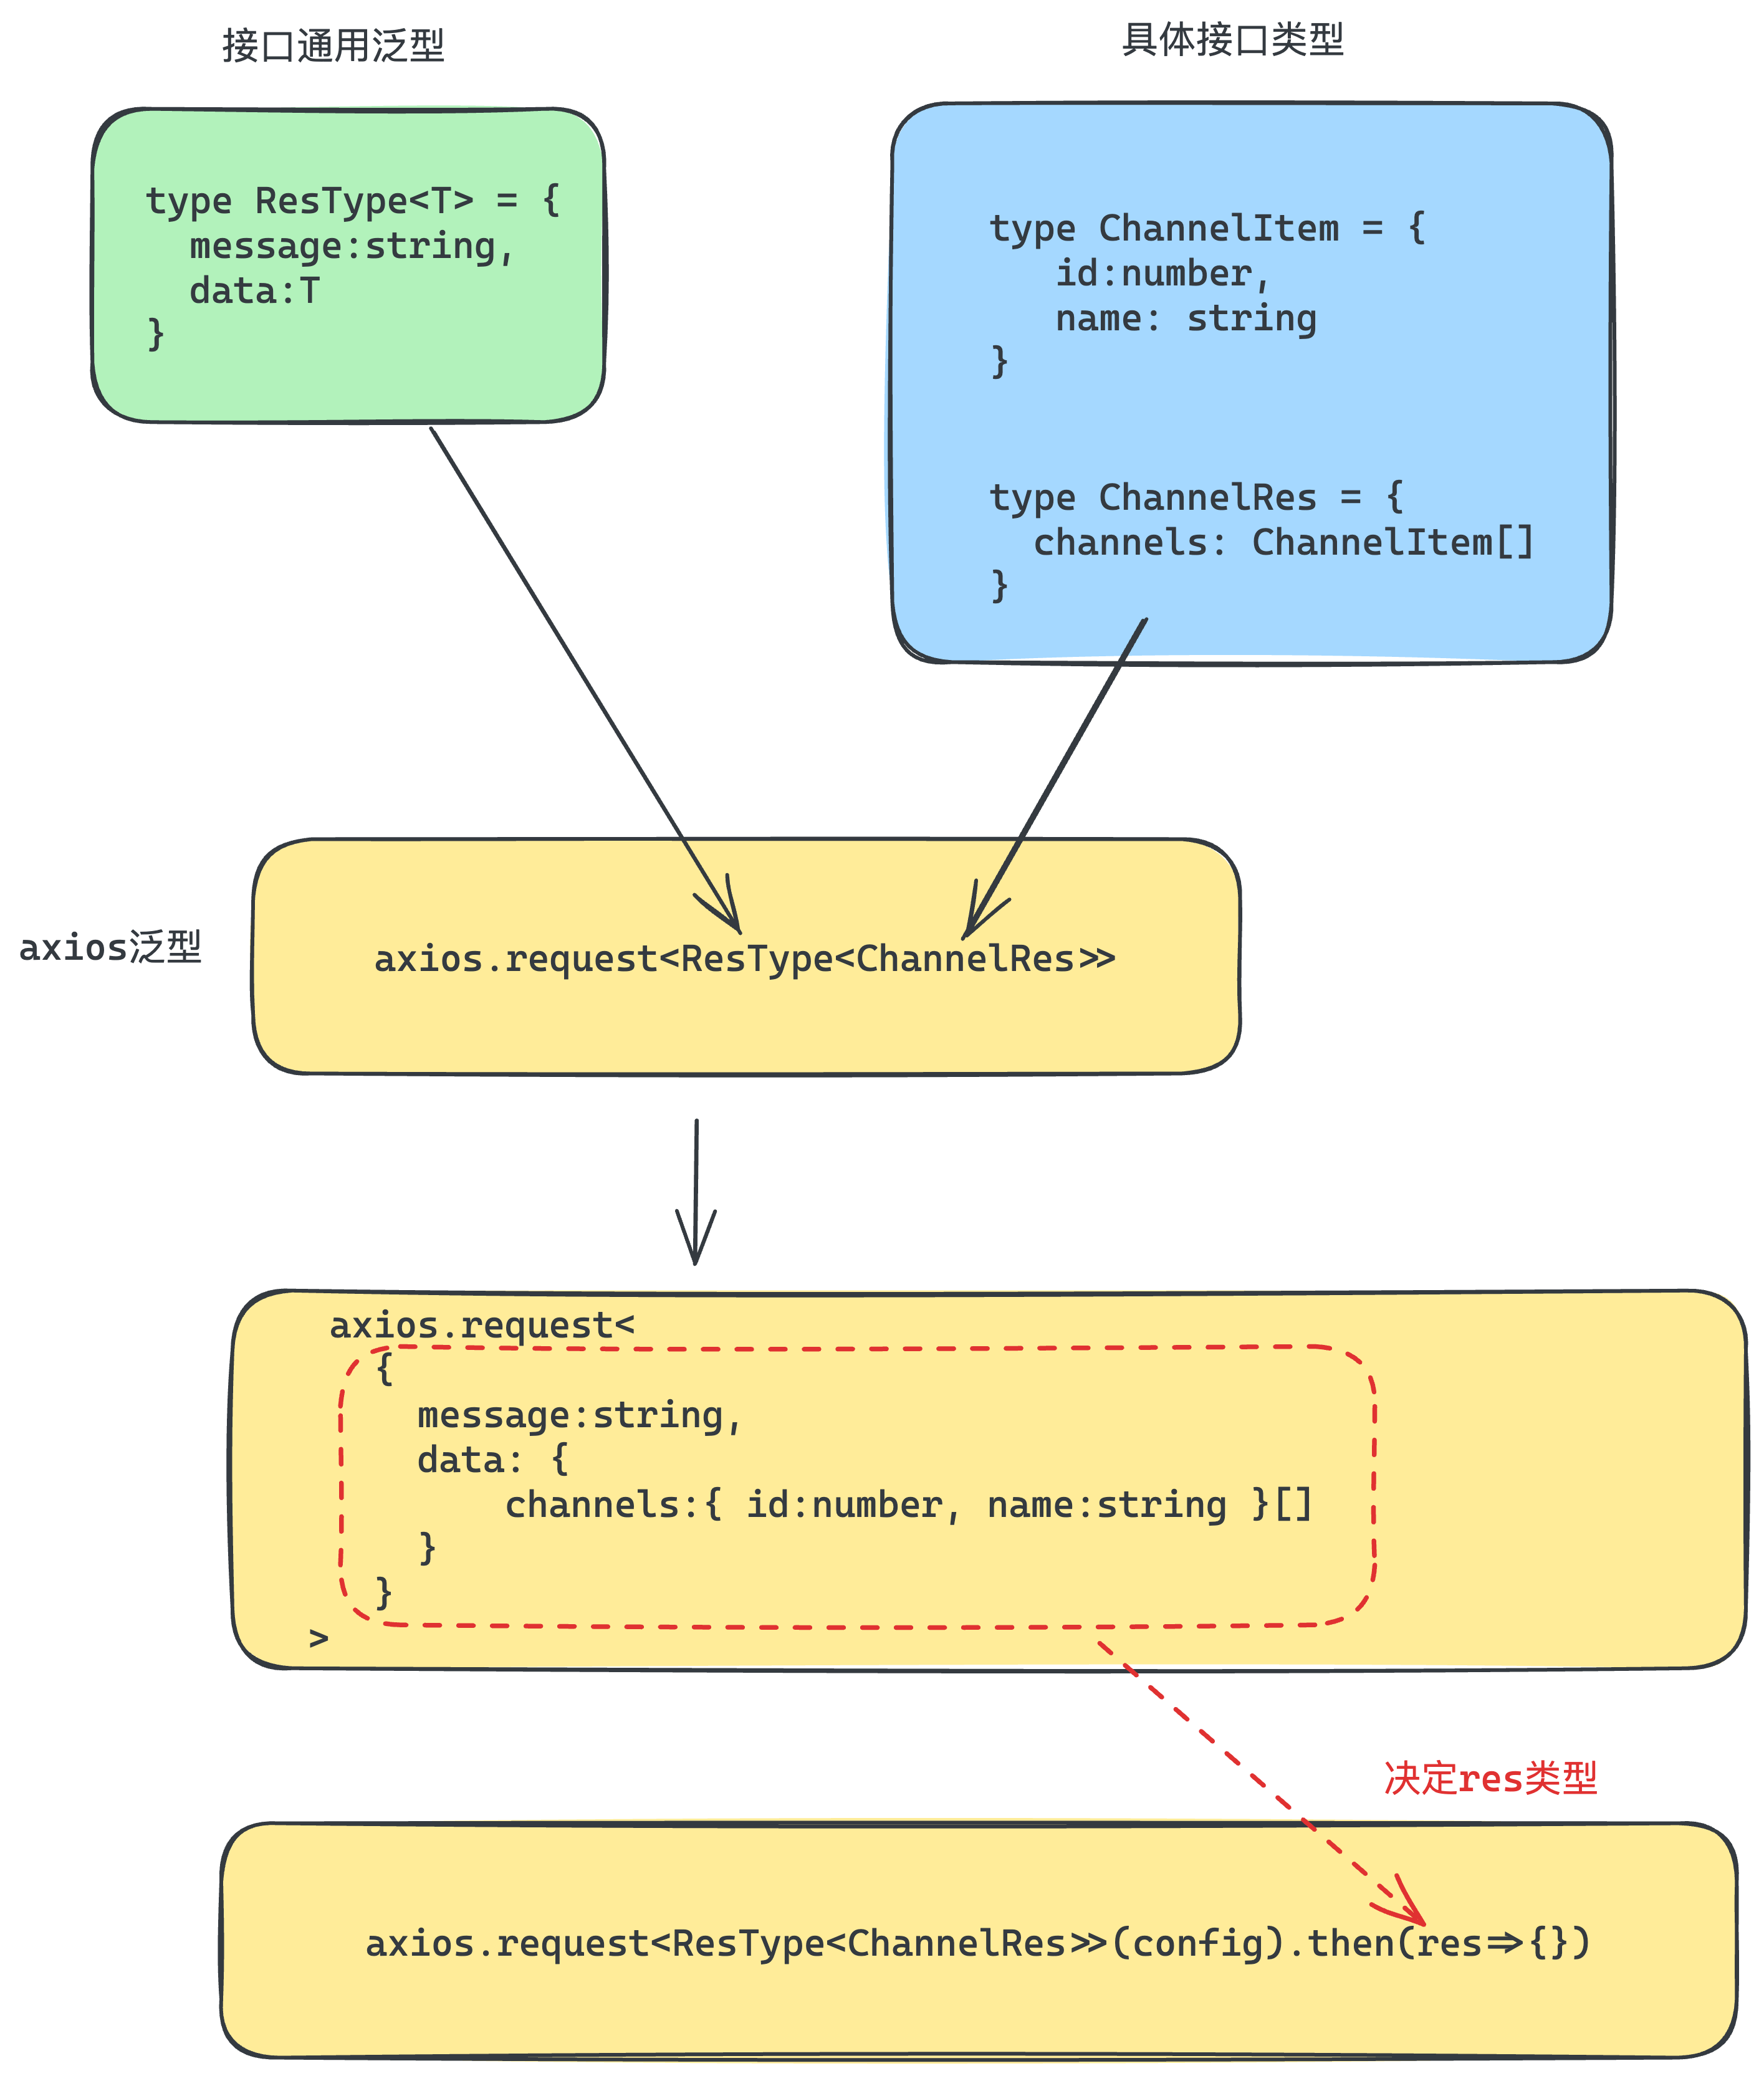 接口通用泛型
type ResType<T> = {
  message:string,
  data:T
}
具体接口类型
type ChannelItem = {
   id:number,
   name: string
}
type ChannelRes = {
  channels: ChannelItem[]
}
axios泛型
axios.request<ResType<ChannelRes>>
axios.request<
  {
    message:string,
    data: {
        channels:{ id:number, name:string }[]
    }
  }
>
决定res类型
axios.request<ResType<ChannelRes>>(config).then(res=>{})